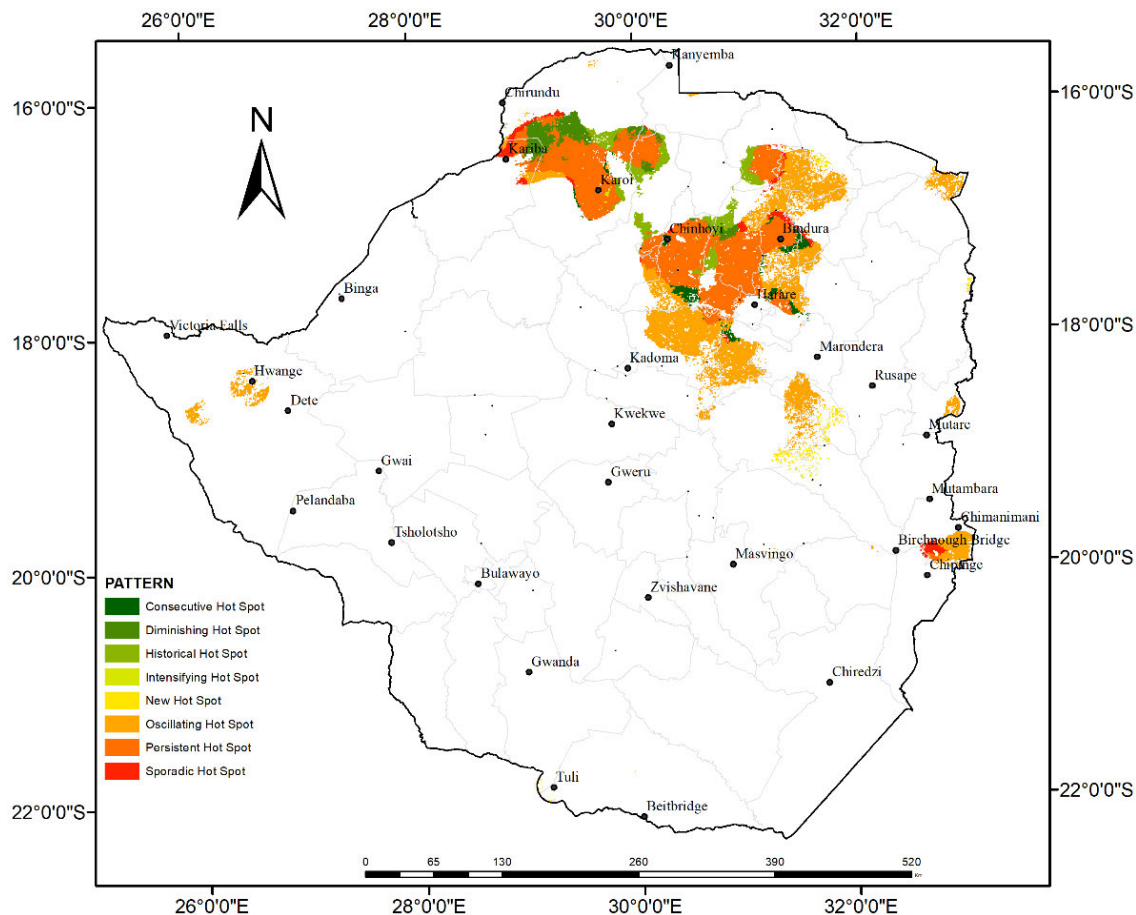 26°0'0"E 28°0'0"E 30°0'0"E 32°0'0"E
Kanyemba
16°0'0"S 16°0'0"S
Chirundu
N
Kariba
Karoi
Chinhoyi
Bindura
Binga
Harare
Victoria Falls
18°0'0"S 18°0'0"S
Marondera
Kadoma
Hwange
Rusape
Dete
Kwekwe
Mutare
Gwai
Gweru
Mutambara
Pelandaba
Chimanimani
Tsholotsho
Birchnough Bridge
Masvingo
20°0'0"S 20°0'0"S
Chipinge
Bulawayo
Zvishavane
PATTERN
Consecutive Hot Spot
Diminishing Hot Spot
Historical Hot Spot
Intensifying Hot Spot
New Hot Spot
Oscillating Hot Spot
Persistent Hot Spot
Sporadic Hot Spot
Gwanda
Chiredzi
Tuli
22°0'0"S 22°0'0"S
Beitbridge
0 65 130 260 390 520
Km
26°0'0"E 28°0'0"E 30°0'0"E 32°0'0"E